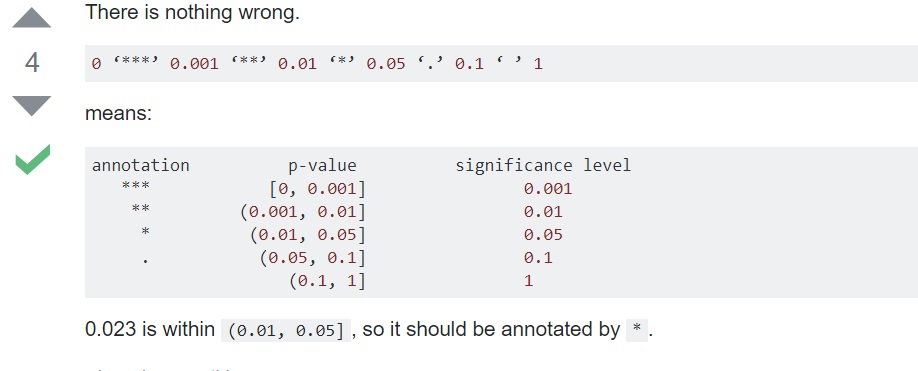 There is nothing wrong.
4
0 ‘***’ 0.001 ‘**’ 0.01 ‘*’ 0.05 ‘.’ 0.1 ‘ ’ 1
means:
annotation p-value significance level
*** [0, 0.001] 0.001
** (0.001, 0.01] 0.01
* (0.01, 0.05] 0.05
. (0.05, 0.1] 0.1
(0.1, 1] 1
0.023 is within (0.01, 0.05], so it should be annotated by *.